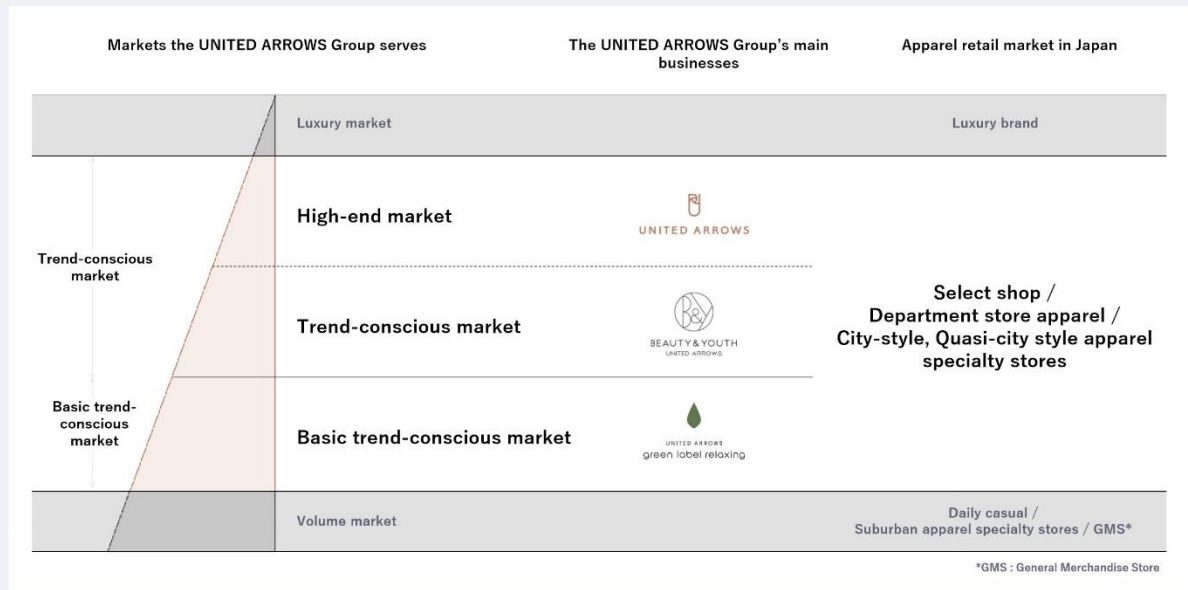 Markets the UNITED ARROWS Group serves
The UNITED ARROWS Group's main
businesses
Apparel retail market in Japan
Luxury market
Luxury brand
Trend-conscious
market
High-end market
UNITED ARROWS
Trend-conscious market
B&Y
BEAUTY & YOUTH
UNITED ARROWS
Select shop /
Department store apparel /
City-style, Quasi-city style apparel
specialty stores
Basic trend-
conscious
market
Basic trend-conscious market
UNITED ARROWS
green label relaxing
Volume market
Daily casual /
Suburban apparel specialty stores / GMS*
*GMS : General Merchandise Store